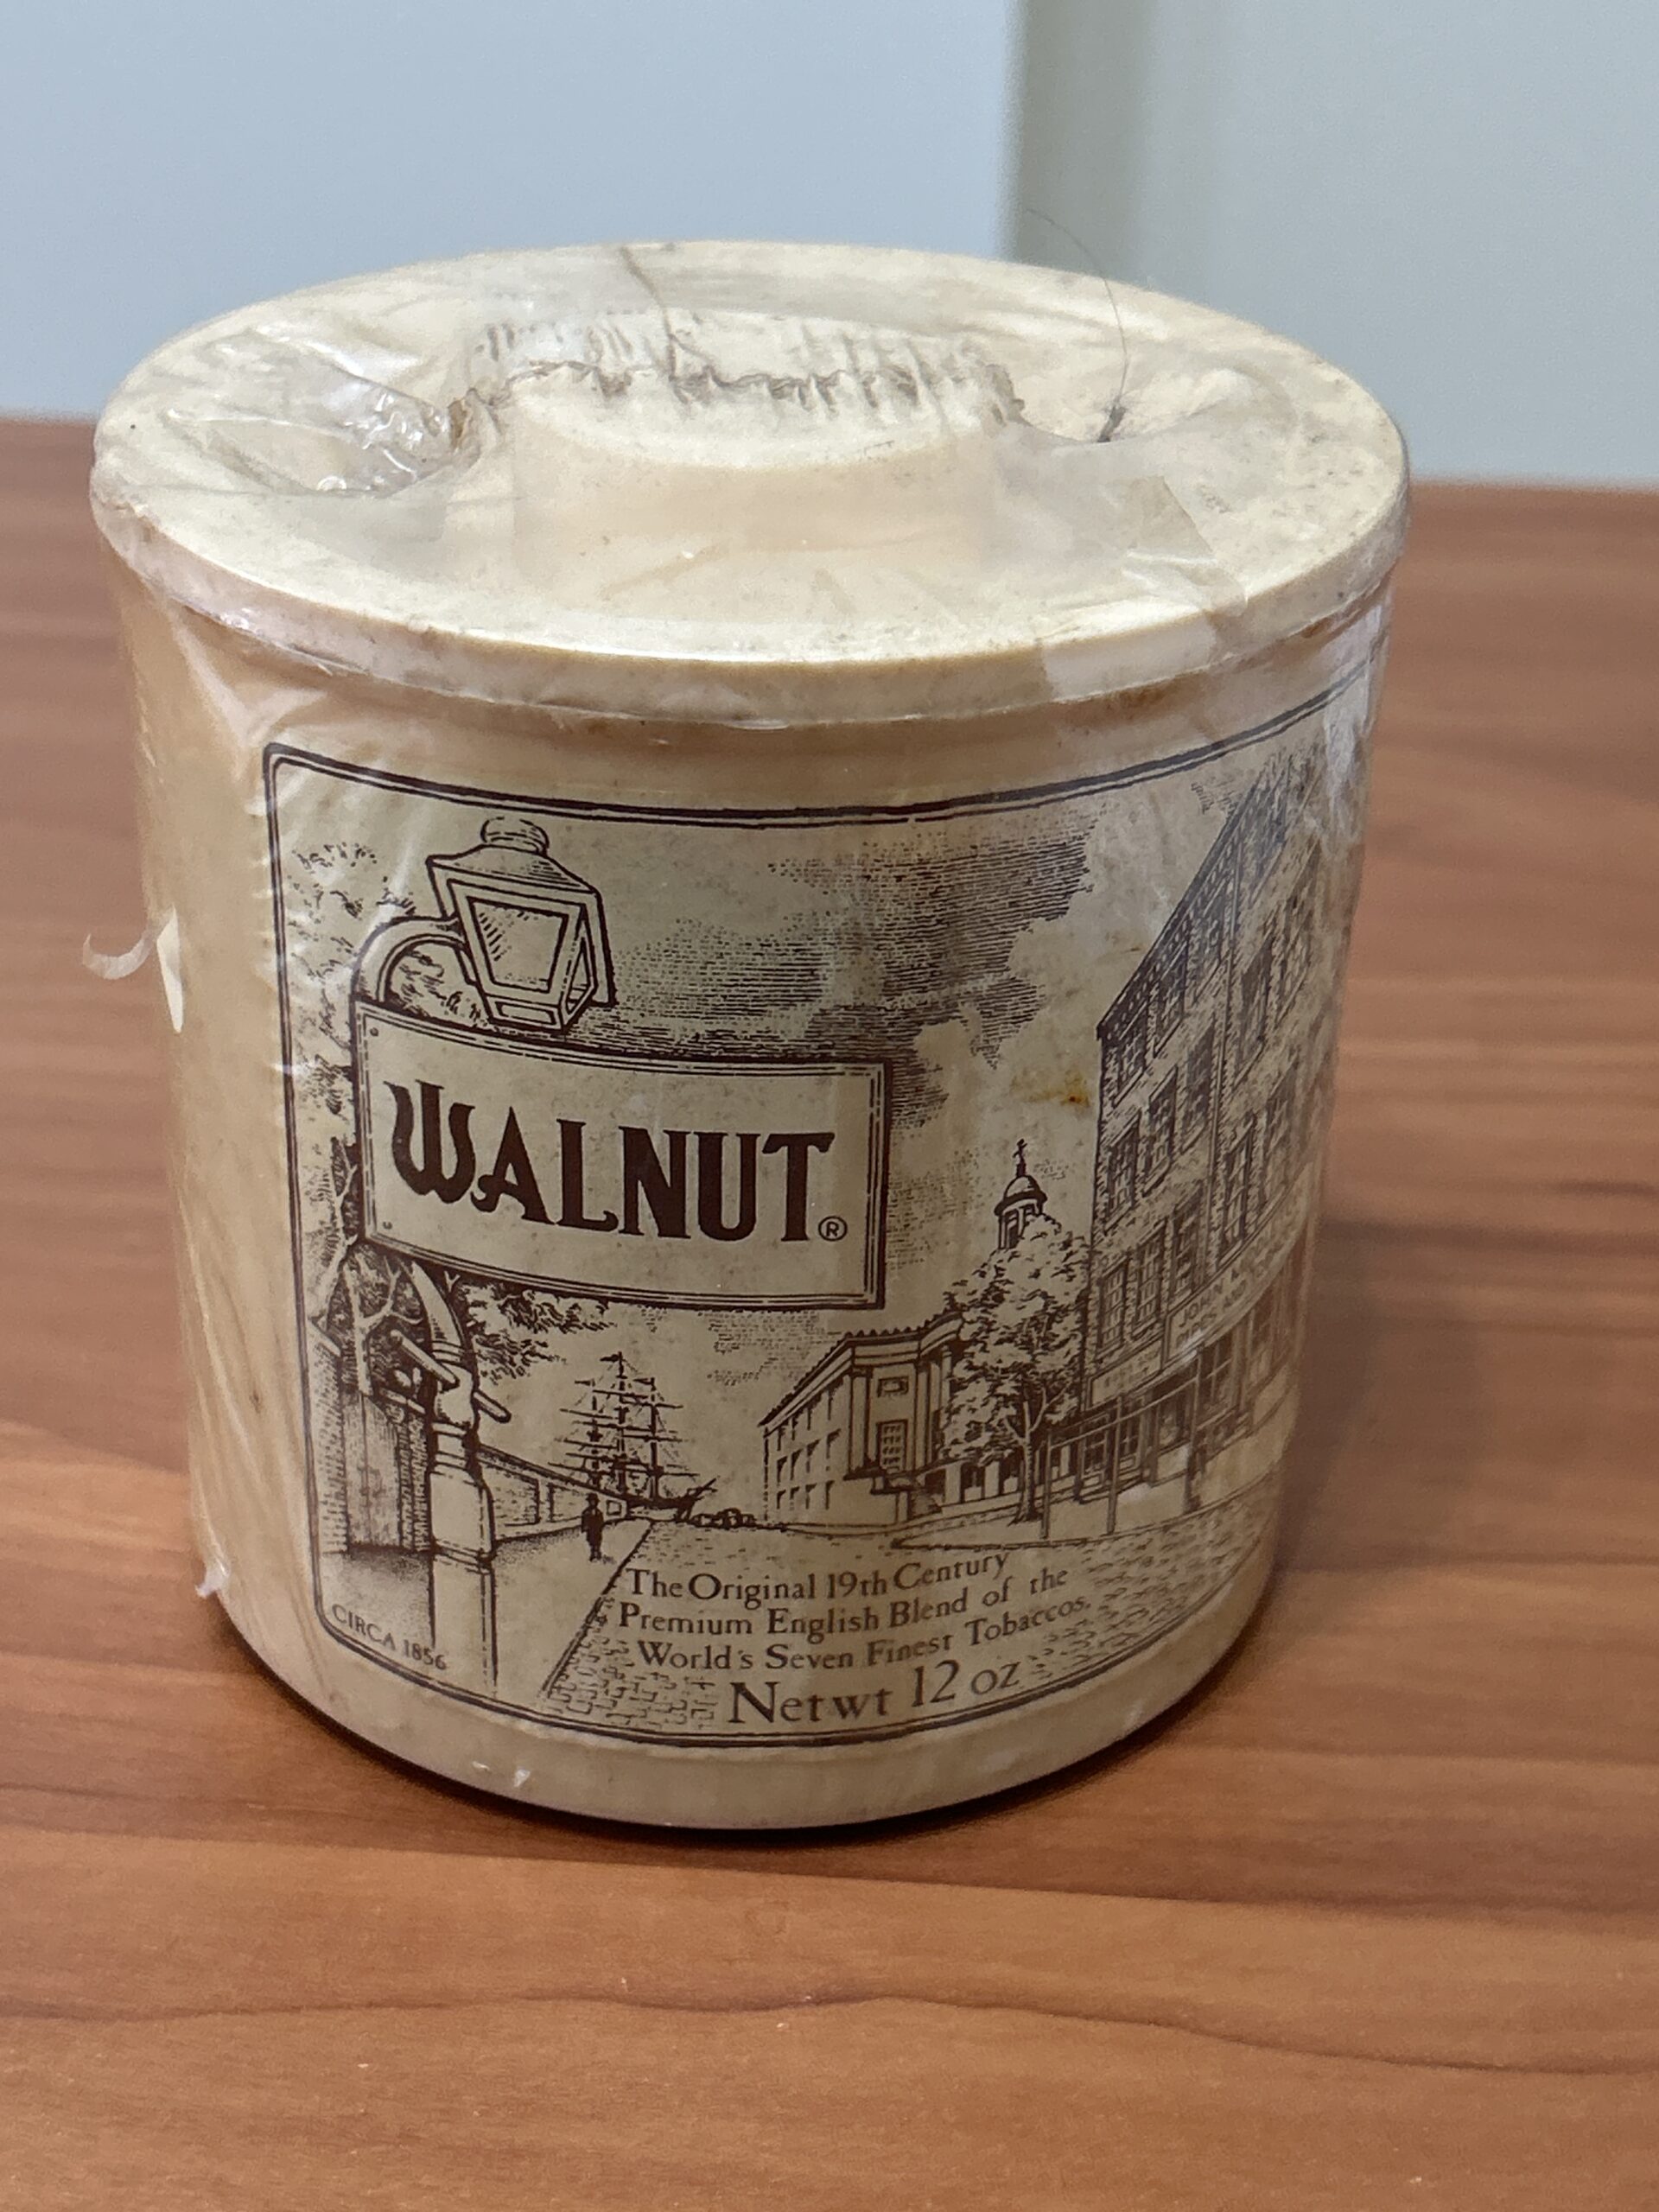 WALNUT®
JOHN
The Original 19th Century
Premium English Blend of the
World's Seven Finest Tobaccos.
Net wt 12 oz
CIRCA 1856